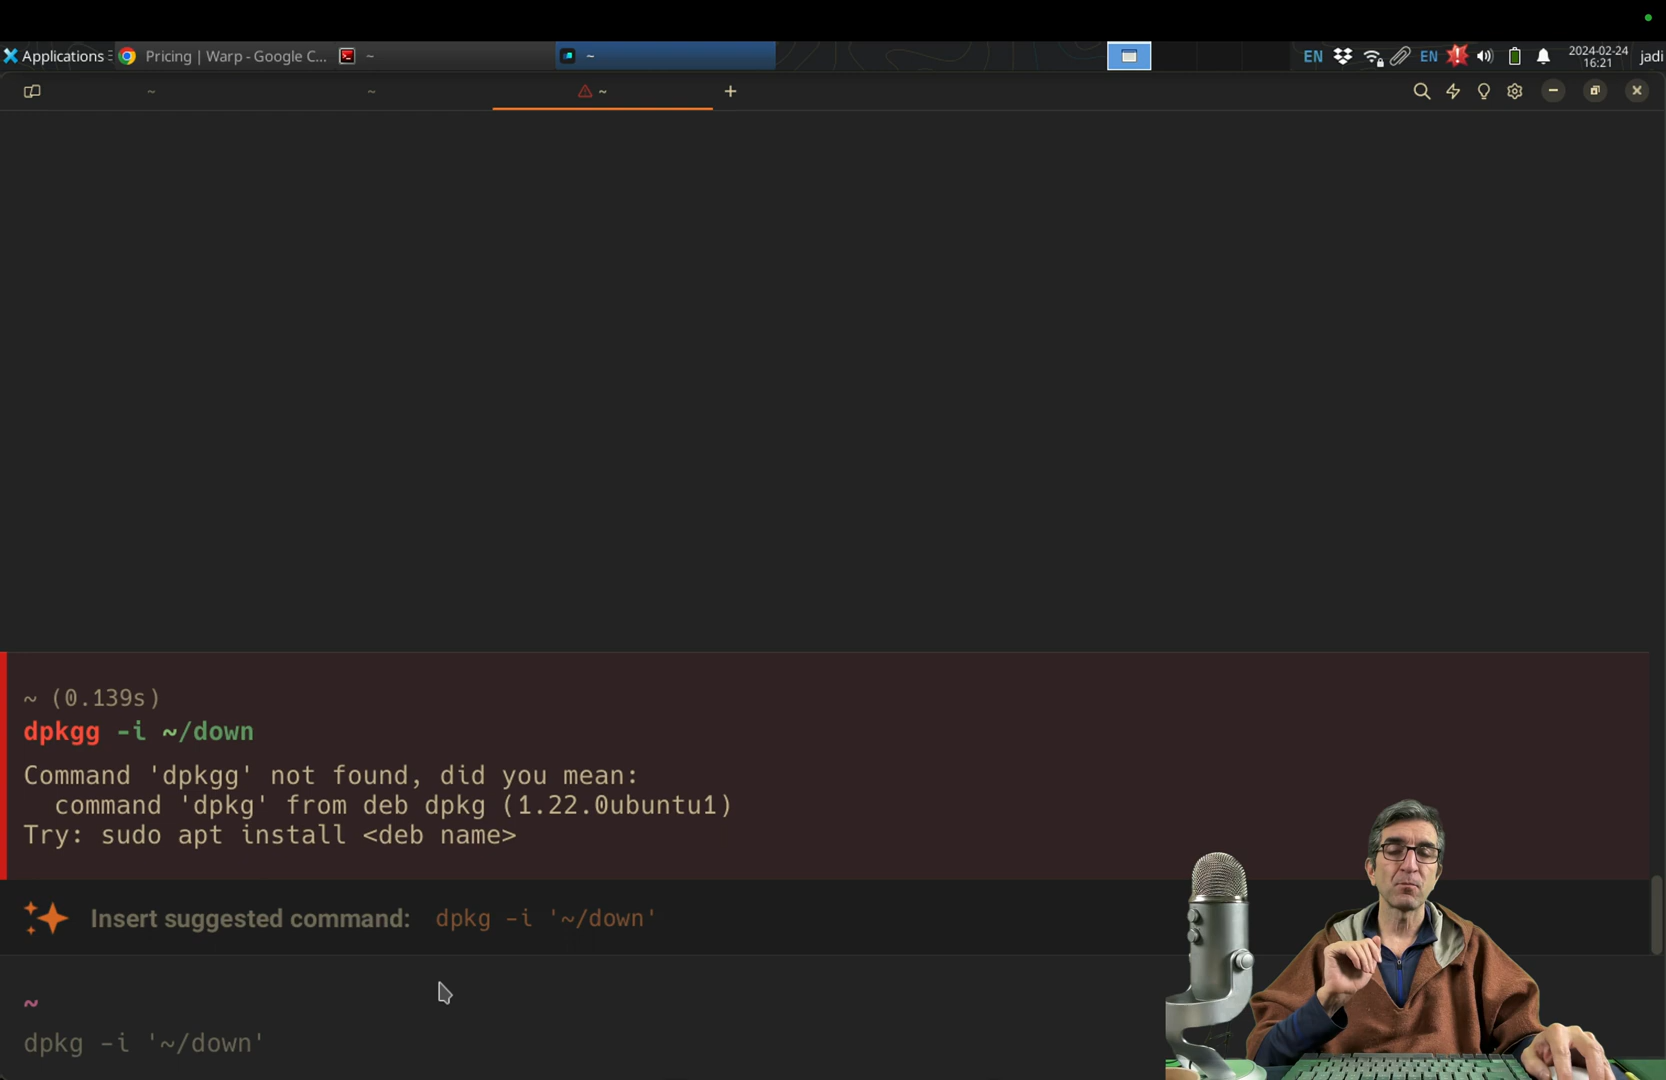 Applications
Pricing | Warp - Google C...
~
~
EN
EN
2024-02-24
16:21
jadi
~
~
~
+
~ (0.139s)
dpkgg -i ~/down
Command 'dpkgg' not found, did you mean:
command 'dpkg' from deb dpkg (1.22.0ubuntu1)
Try: sudo apt install <deb name>
Insert suggested command: dpkg -i '~/down'
~
dpkg -i '~/down'